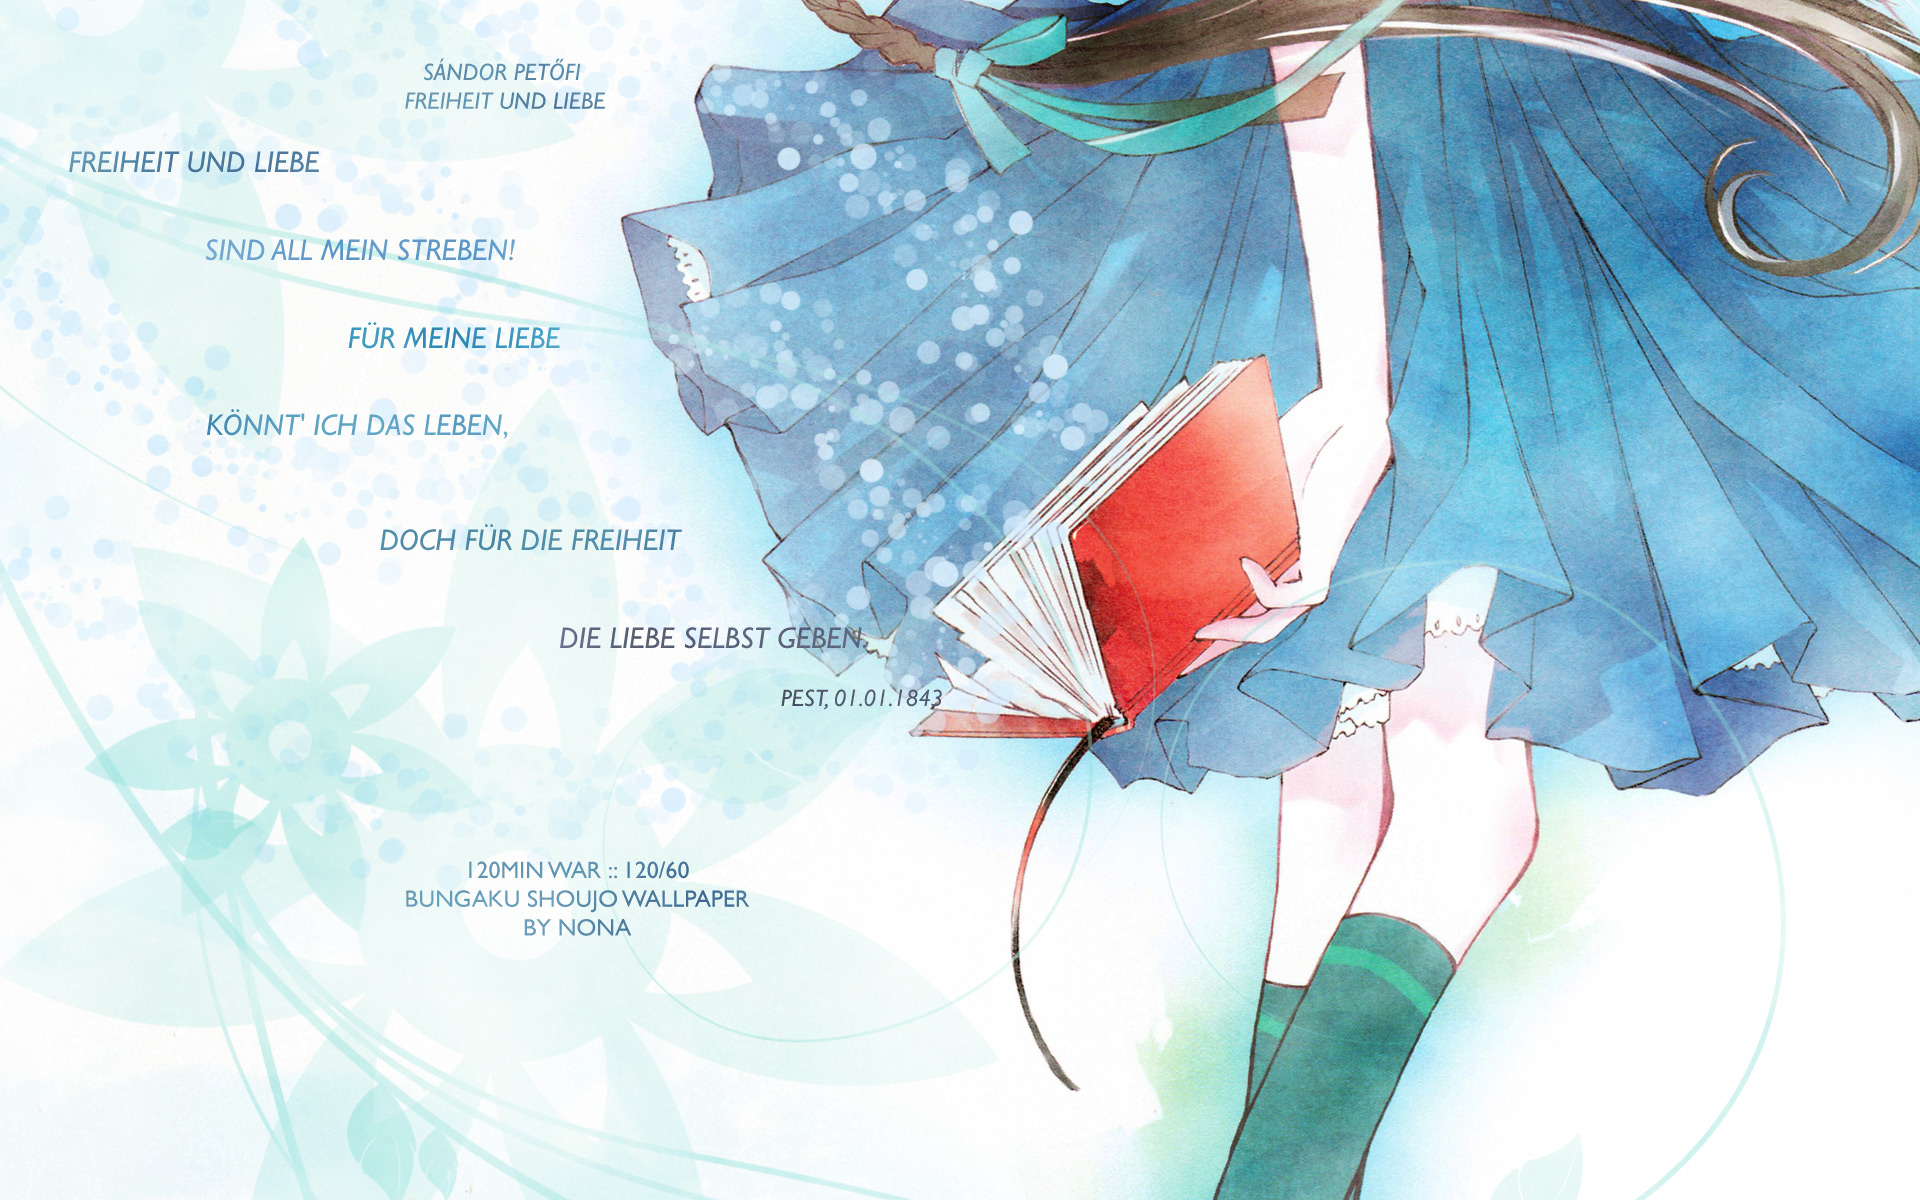 SÁNDOR PETŐFI
FREIHEIT UND LIEBE
FREIHEIT UND LIEBE
SIND ALL MEIN STREBEN!
FÜR MEINE LIEBE
KÖNNT' ICH DAS LEBEN,
DOCH FÜR DIE FREIHEIT
DIE LIEBE SELBST GEBEN.
PEST, 01.01.1843
120MIN WAR :: 120/60
BUNGAKU SHOUJO WALLPAPER
BY NONA